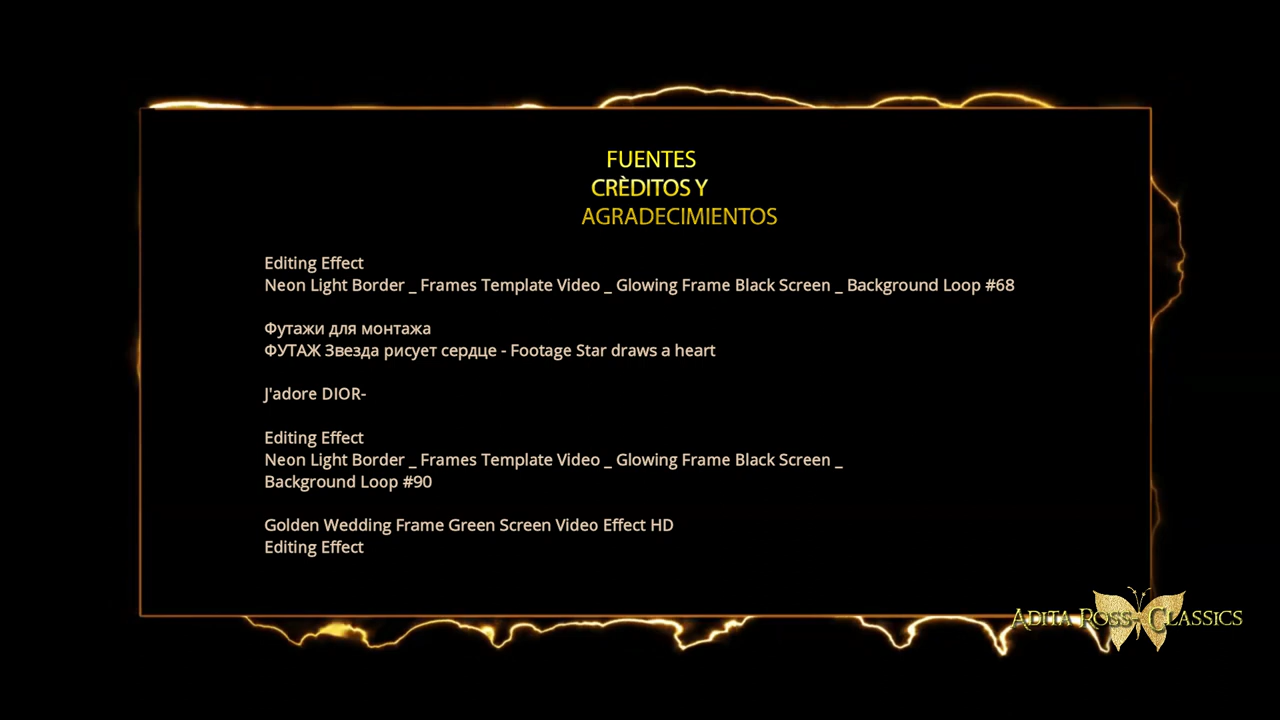 FUENTES
CRÈDITOS Y
AGRADECIMIENTOS
Editing Effect
Neon Light Border _ Frames Template Video _ Glowing Frame Black Screen _ Background Loop #68
Футажи для монтажа
ФУТАЖ Звезда рисует сердце - Footage Star draws a heart
J'adore DIOR-
Editing Effect
Neon Light Border _ Frames Template Video _ Glowing Frame Black Screen _
Background Loop #90
Golden Wedding Frame Green Screen Video Effect HD
Editing Effect
Adita Ross-Classics